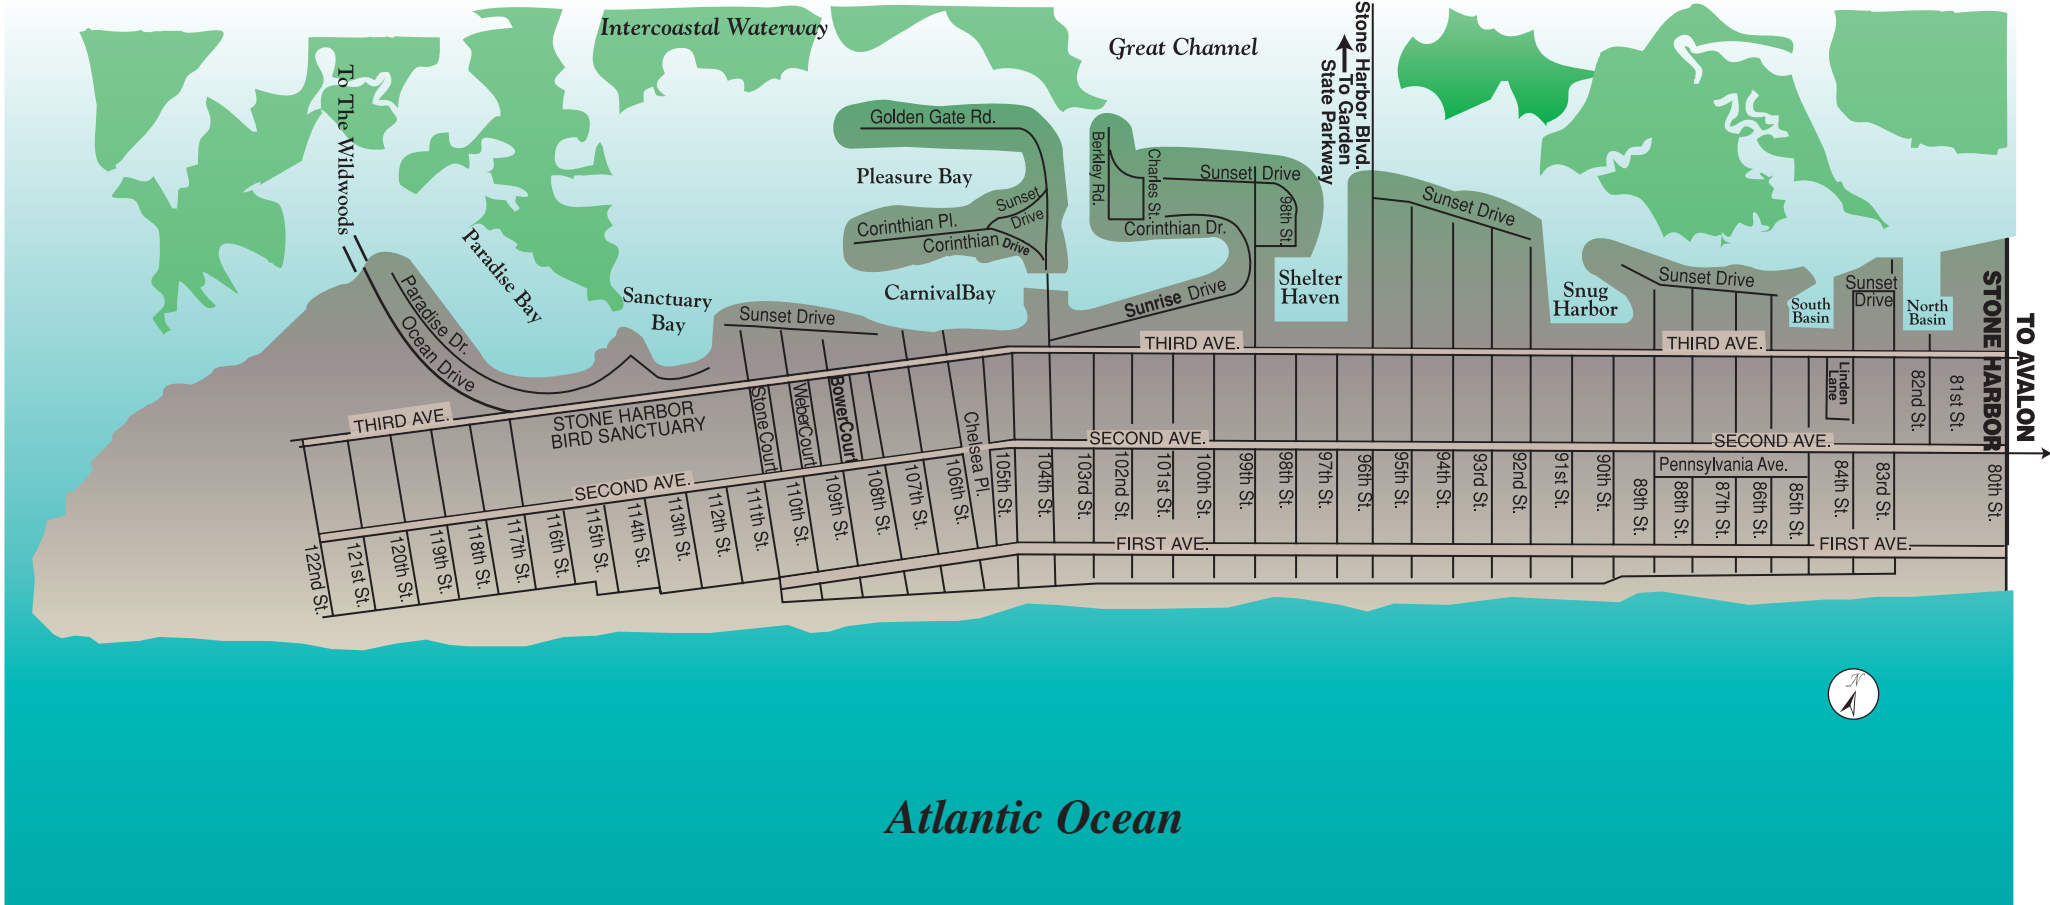 Intercoastal Waterway
Great Channel
Stone Harbor Blvd.
To Garden
State Parkway
To The Wildwoods
Golden Gate Rd.
Pleasure Bay
Sunset
Drive
Corinthian Pl.
Corinthian Drive
CarnivalBay
Berkley Rd.
Charles St.
Sunset Drive
98th St.
Corinthian Dr.
Sunrise Drive
Shelter
Haven
Sunset Drive
Snug
Harbor
Sunset Drive
South
Basin
Sunset
Drive
North
Basin
STONE HARBOR
TO AVALON
Paradise Bay
Sanctuary
Bay
Paradise Dr.
Ocean Drive
Sunset Drive
THIRD AVE.
THIRD AVE.
THIRD AVE.
STONE HARBOR
BIRD SANCTUARY
Stone Court
WeberCourt
BowerCourt
Chelsea Pl.
Linden
Lane
82nd St.
81st St.
SECOND AVE.
SECOND AVE.
SECOND AVE.
Pennsylvania Ave.
122nd St.
121st St.
120th St.
119th St.
118th St.
117th St.
116th St.
115th St.
114th St.
113th St.
112th St.
111th St.
110th St.
109th St.
108th St.
107th St.
106th St.
105th St.
104th St.
103rd St.
102nd St.
101st St.
100th St.
99th St.
98th St.
97th St.
96th St.
95th St.
94th St.
93rd St.
92nd St.
91st St.
90th St.
89th St.
88th St.
87th St.
86th St.
85th St.
84th St.
83rd St.
80th St.
FIRST AVE.
FIRST AVE.
N
Atlantic Ocean